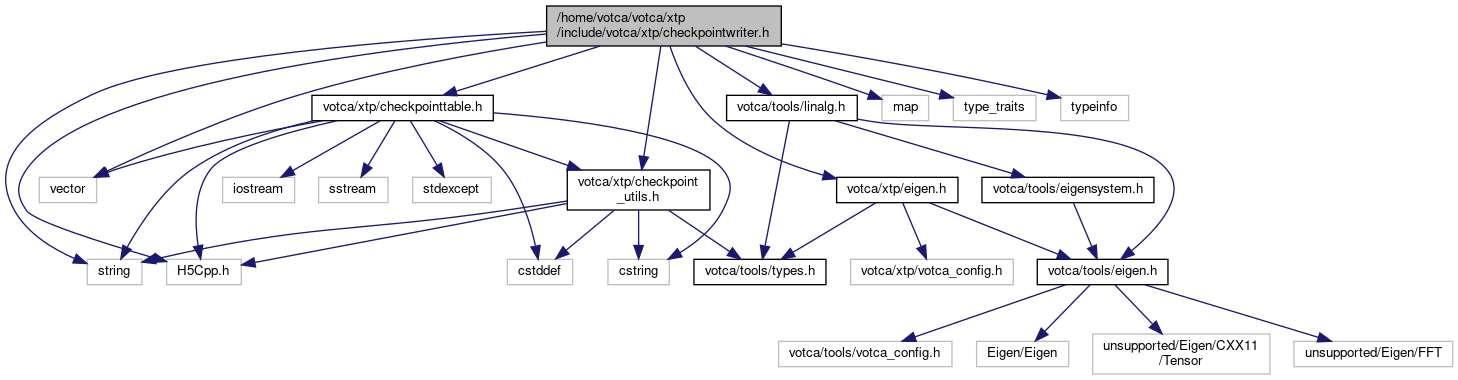 /home/votca/votca/xtp
/include/votca/xtp/checkpointwriter.h
votca/xtp/checkpointtable.h
votca/tools/linalg.h
map
type_traits
typeinfo
vector
iostream
sstream
stdexcept
votca/xtp/checkpoint
_utils.h
votca/xtp/eigen.h
votca/tools/eigensystem.h
string
H5Cpp.h
cstddef
cstring
votca/tools/types.h
votca/xtp/votca_config.h
votca/tools/eigen.h
votca/tools/votca_config.h
Eigen/Eigen
unsupported/Eigen/CXX11
/Tensor
unsupported/Eigen/FFT